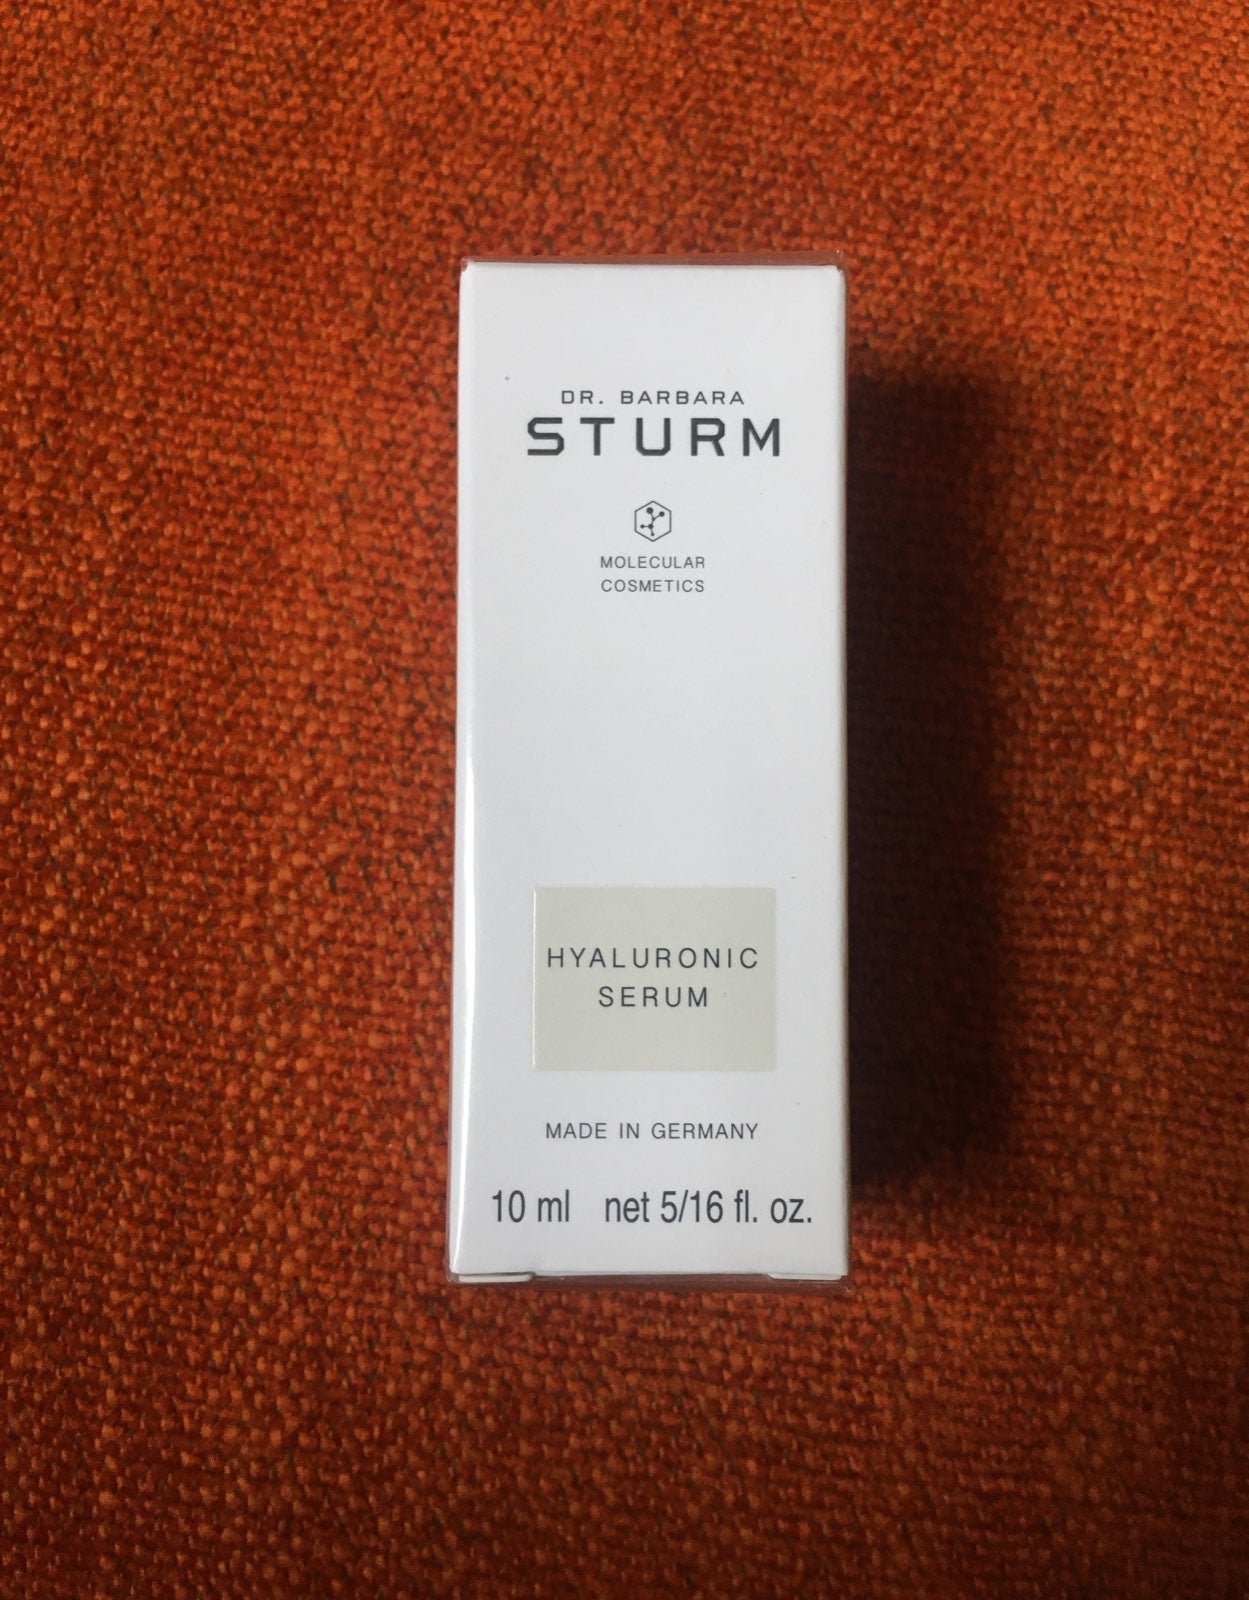 DR. BARBARA
STURM
MOLECULAR
COSMETICS
HYALURONIC
SERUM
MADE IN GERMANY
10 ml net 5/16 fl. oz.